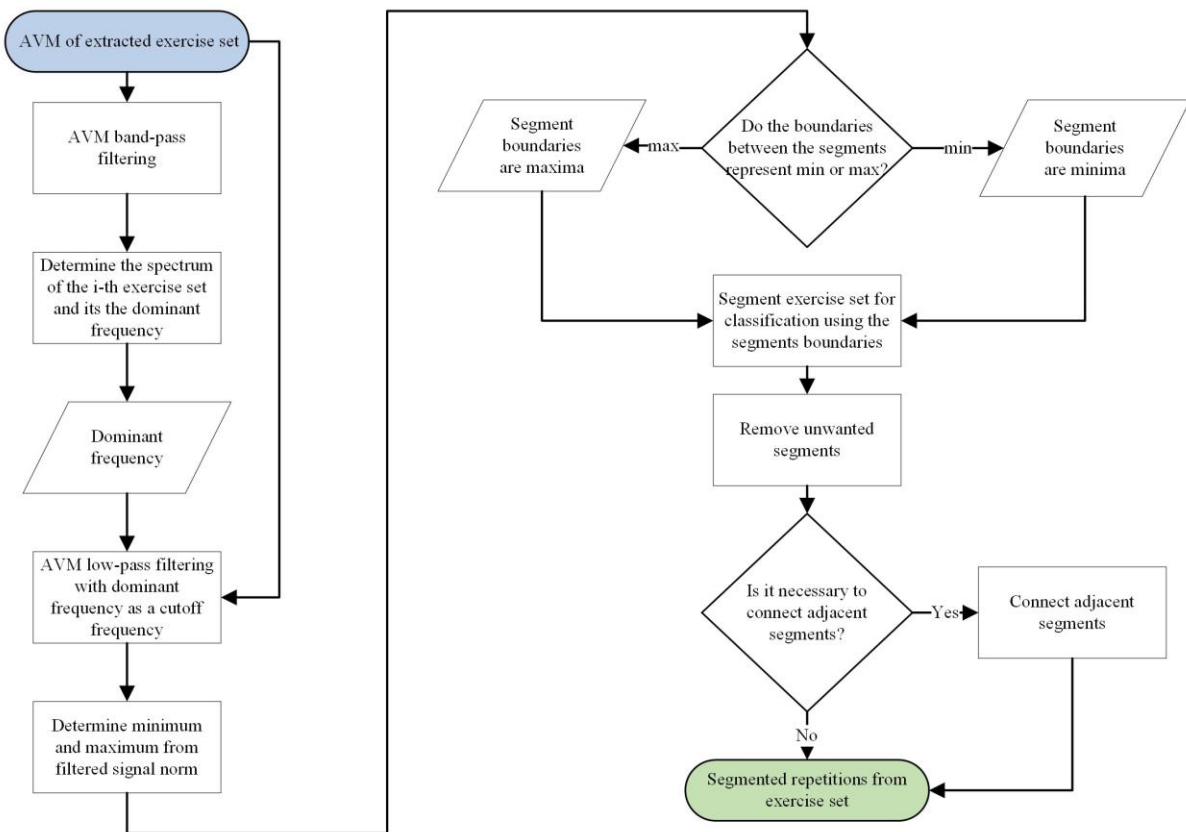 AVM of extracted exercise set
AVM band-pass
filtering
Determine the spectrum
of the i-th exercise set
and its the dominant
frequency
Dominant
frequency
AVM low-pass filtering
with dominant
frequency as a cutoff
frequency
Determine minimum
and maximum from
filtered signal norm
Do the boundaries
between the segments
represent min or max?
max
min
Segment
boundaries
are maxima
Segment
boundaries
are minima
Segment exercise set for
classification using the
segments boundaries
Remove unwanted
segments
Is it necessary to
connect adjacent
segments?
Yes
Connect adjacent
segments
No
Segmented repetitions from
exercise set